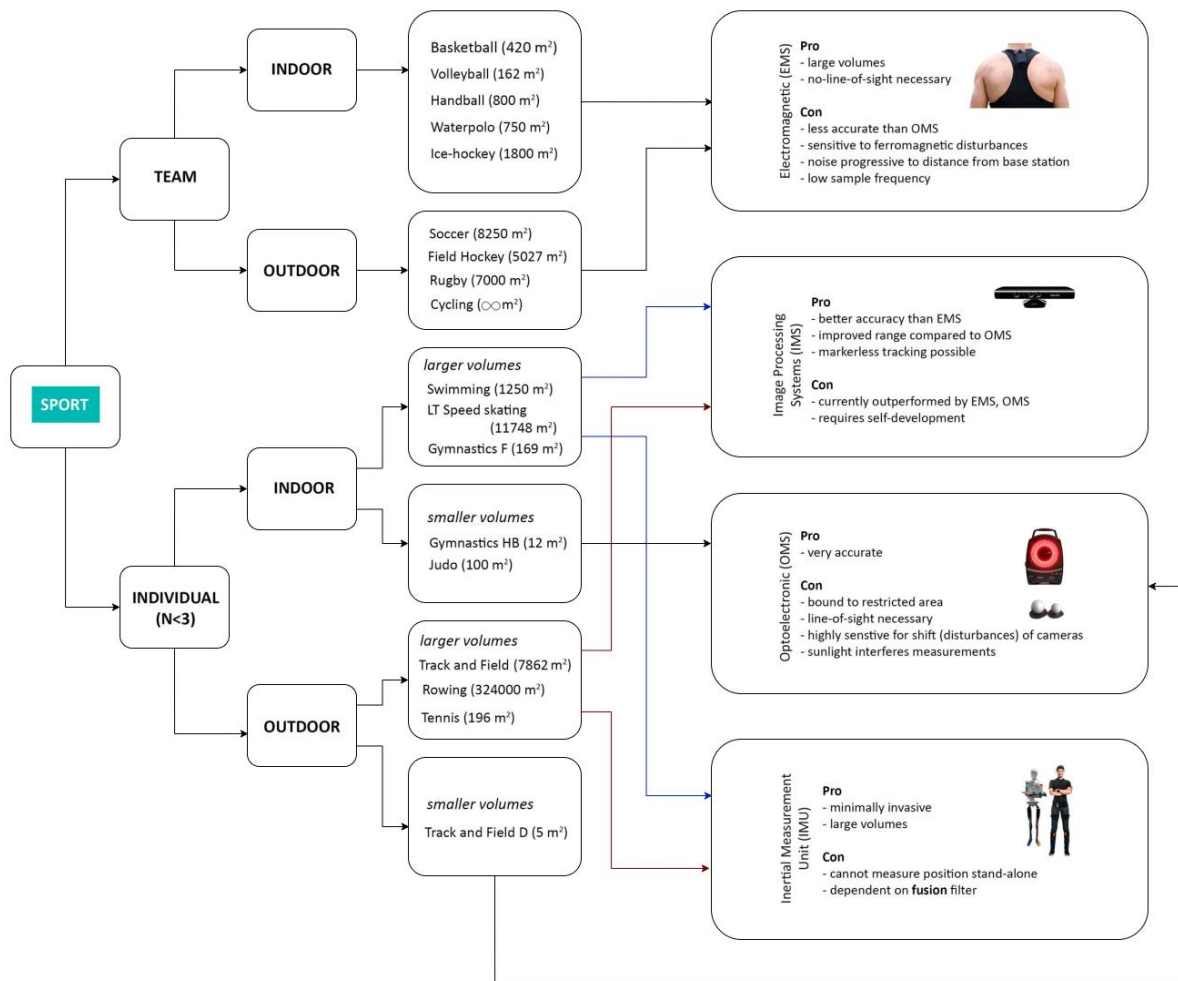 SPORT
TEAM
INDOOR
Basketball (420 m²)
Volleyball (162 m²)
Handball (800 m²)
Waterpolo (750 m²)
Ice-hockey (1800 m²)
OUTDOOR
Soccer (8250 m²)
Field Hockey (5027 m²)
Rugby (7000 m²)
Cycling (○○m²)
INDIVIDUAL
(N<3)
INDOOR
larger volumes
Swimming (1250 m²)
LT Speed skating
(11748 m²)
Gymnastics F (169 m²)
smaller volumes
Gymnastics HB (12 m²)
Judo (100 m²)
OUTDOOR
larger volumes
Track and Field (7862 m²)
Rowing (324000 m²)
Tennis (196 m²)
smaller volumes
Track and Field D (5 m²)
Electromagnetic (EMS)
Pro
- large volumes
- no-line-of-sight necessary
Con
- less accurate than OMS
- sensitive to ferromagnetic disturbances
- noise progressive to distance from base station
- low sample frequency
Image Processing
Systems (IMS)
Pro
- better accuracy than EMS
- improved range compared to OMS
- markerless tracking possible
Con
- currently outperformed by EMS, OMS
- requires self-development
Optoelectronic (OMS)
Pro
- very accurate
Con
- bound to restricted area
- line-of-sight necessary
- highly senstive for shift (disturbances) of cameras
- sunlight interferes measurements
Inertial Measurement
Unit (IMU)
Pro
- minimally invasive
- large volumes
Con
- cannot measure position stand-alone
- dependent on fusion filter